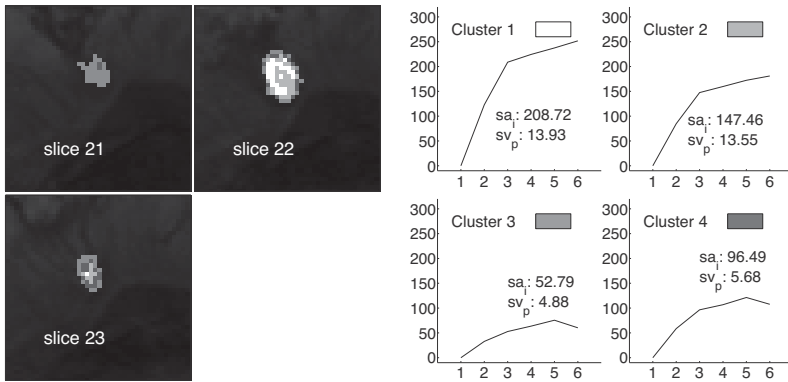 slice 21
slice 22
slice 23
300
250
200
150
100
50
0
Cluster 1
sa_i: 208.72
sv_p: 13.93
1 2 3 4 5 6
300
250
200
150
100
50
0
Cluster 2
sa_i: 147.46
sv_p: 13.55
1 2 3 4 5 6
300
250
200
150
100
50
0
Cluster 3
sa_i: 52.79
sv_p: 4.88
1 2 3 4 5 6
300
250
200
150
100
50
0
Cluster 4
sa_i: 96.49
sv_p: 5.68
1 2 3 4 5 6